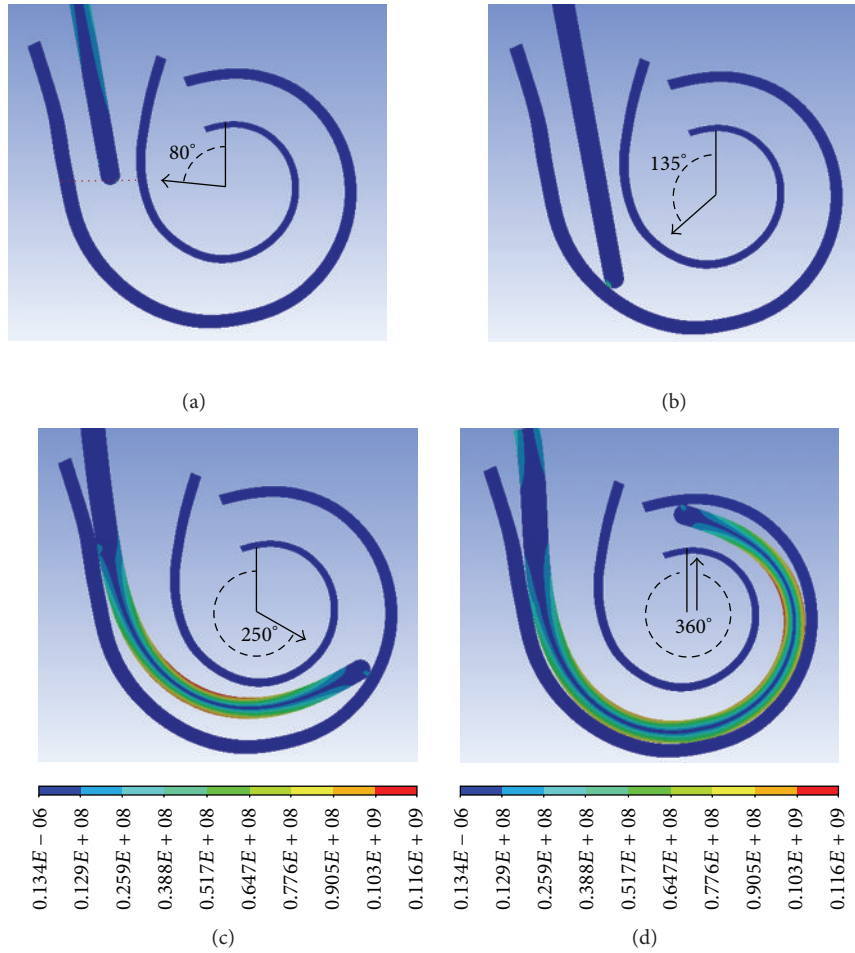 80°
135°
(a)
(b)
250°
360°
0.134E − 06
0.129E + 08
0.259E + 08
0.388E + 08
0.517E + 08
0.647E + 08
0.776E + 08
0.905E + 08
0.103E + 09
0.116E + 09
0.134E − 06
0.129E + 08
0.259E + 08
0.388E + 08
0.517E + 08
0.647E + 08
0.776E + 08
0.905E + 08
0.103E + 09
0.116E + 09
(c)
(d)